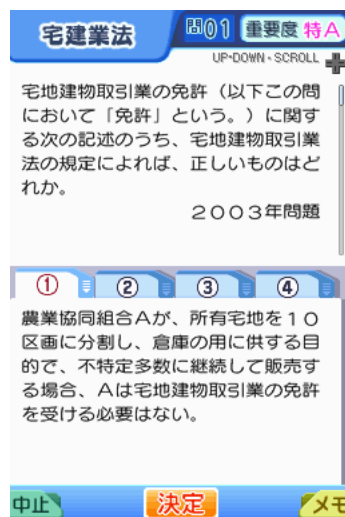 宅建業法
問01
重要度 特A
UP・DOWN・SCROLL
宅地建物取引業の免許(以下この問
において「免許」という。)に関す
る次の記述のうち、宅地建物取引業
法の規定によれば、正しいものはど
れか。
2003年問題
① ② ③ ④
農業協同組合Aが、所有宅地を10
区画に分割し、倉庫の用に供する目
的で、不特定多数に継続して販売す
る場合、Aは宅地建物取引業の免許
を受ける必要はない。
中止
決定
メモ